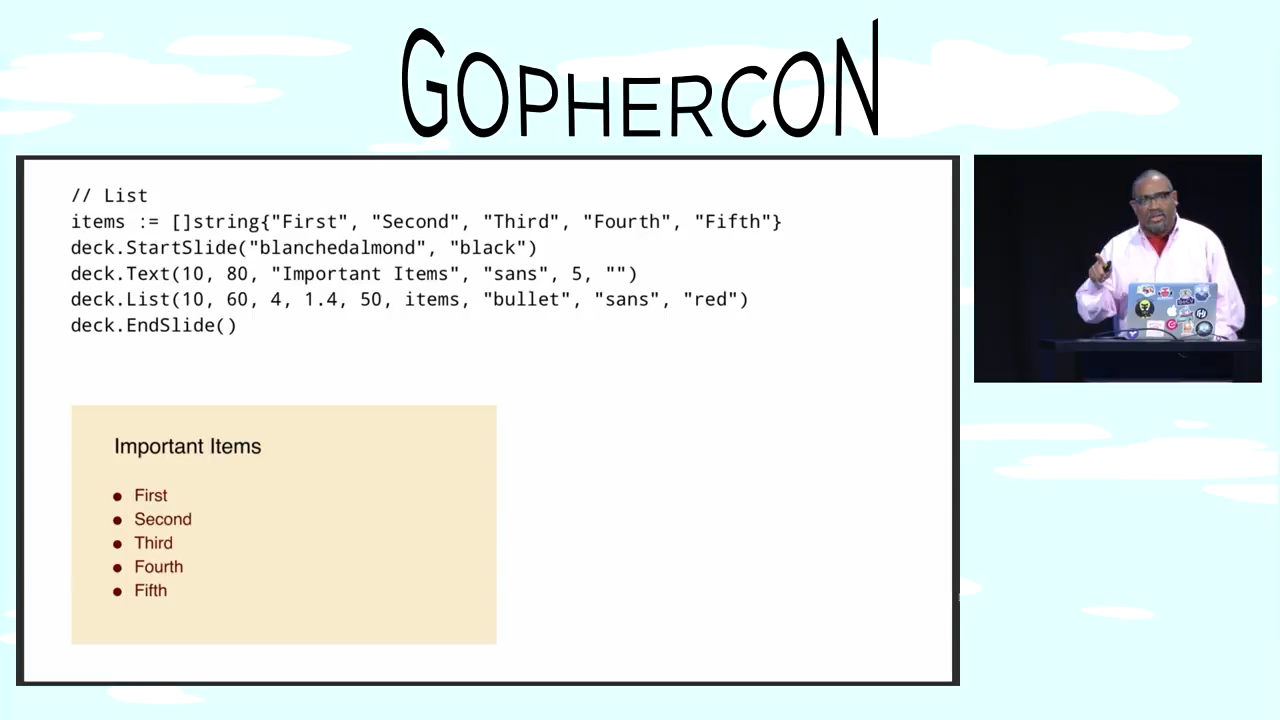 GOPHERCON
// List
items := []string{"First", "Second", "Third", "Fourth", "Fifth"}
deck.StartSlide("blanchedalmond", "black")
deck.Text(10, 80, "Important Items", "sans", 5, "")
deck.List(10, 60, 4, 1.4, 50, items, "bullet", "sans", "red")
deck.EndSlide()
Important Items
• First
• Second
• Third
• Fourth
• Fifth